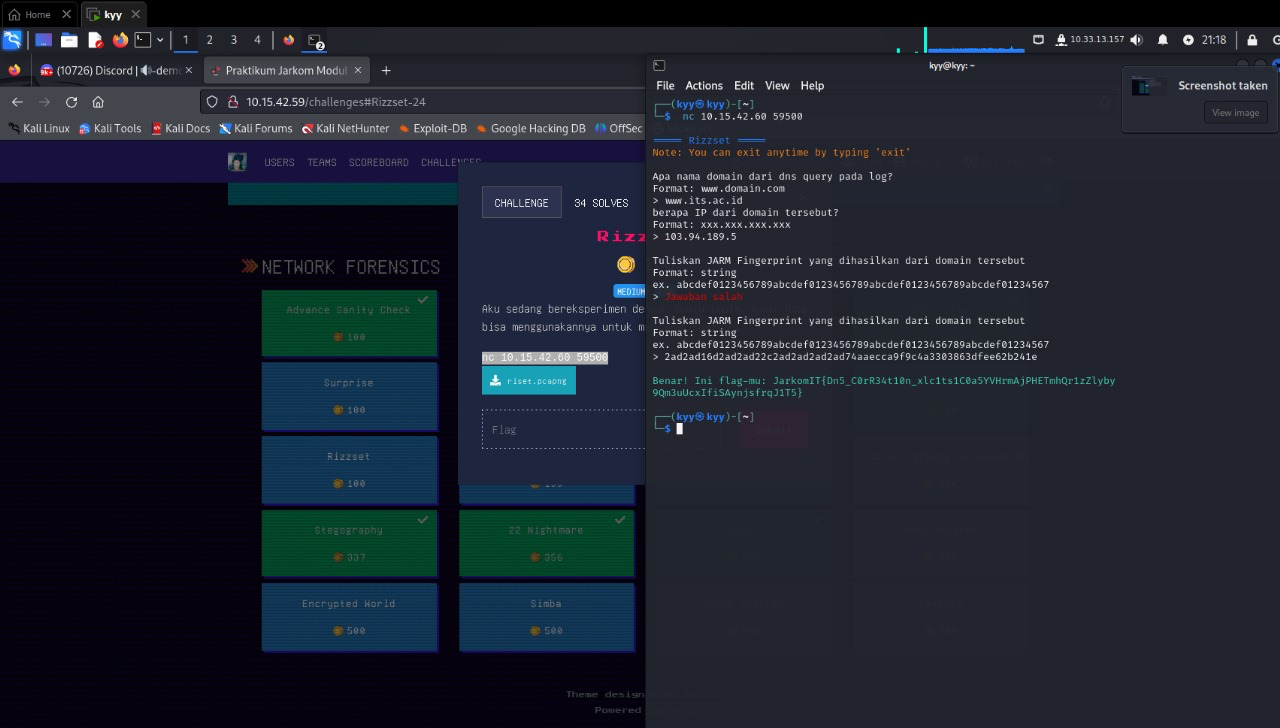 Home
kyy
1
2
3
4
2
10.33.13.157
21:18
(10726) Discord |
Praktikum Jarkom Modul
10.15.42.59/challenges#Rizzset-24
Kali Linux
Kali Tools
Kali Docs
Kali Forums
Kali NetHunter
Exploit-DB
Google Hacking DB
OffSec
USERS
TEAMS
SCOREBOARD
CHALLENGES
NETWORK FORENSICS
Advance Sanity Check
100
Surprise
100
Rizzset
100
Stegography
337
22 Nightmare
356
Encrypted World
500
Simba
500
Theme design
Powered
CHALLENGE
34 SOLVES
Rizz
MEDIUM
Aku sedang bereksperimen de
bisa menggunakannya untuk m
nc 10.15.42.60 59500
riset.pcapng
Flag
kyy@kyy: ~
File Actions Edit View Help
┌──(kyy㉿kyy)-[~]
└─$ nc 10.15.42.60 59500
═════ Rizzset ═════
Note: You can exit anytime by typing 'exit'
Apa nama domain dari dns query pada log?
Format: www.domain.com
> www.its.ac.id
berapa IP dari domain tersebut?
Format: xxx.xxx.xxx.xxx
> 103.94.189.5
Tuliskan JARM Fingerprint yang dihasilkan dari domain tersebut
Format: string
ex. abcdef0123456789abcdef0123456789abcdef0123456789abcdef01234567
> Jawaban salah
Tuliskan JARM Fingerprint yang dihasilkan dari domain tersebut
Format: string
ex. abcdef0123456789abcdef0123456789abcdef0123456789abcdef01234567
> 2ad2ad16d2ad2ad22c2ad2ad2ad2ad74aaecca9f9c4a3303863dfee62b241e
Benar! Ini flag-mu: JarkomIT{Dn5_C0rR34t10n_xlc1ts1C0a5YVHrmAjPHETmhQr1zZlyby
9Qm3uUcxIfiSAynjsfrqJ1T5}
┌──(kyy㉿kyy)-[~]
└─$
Screenshot taken
View image